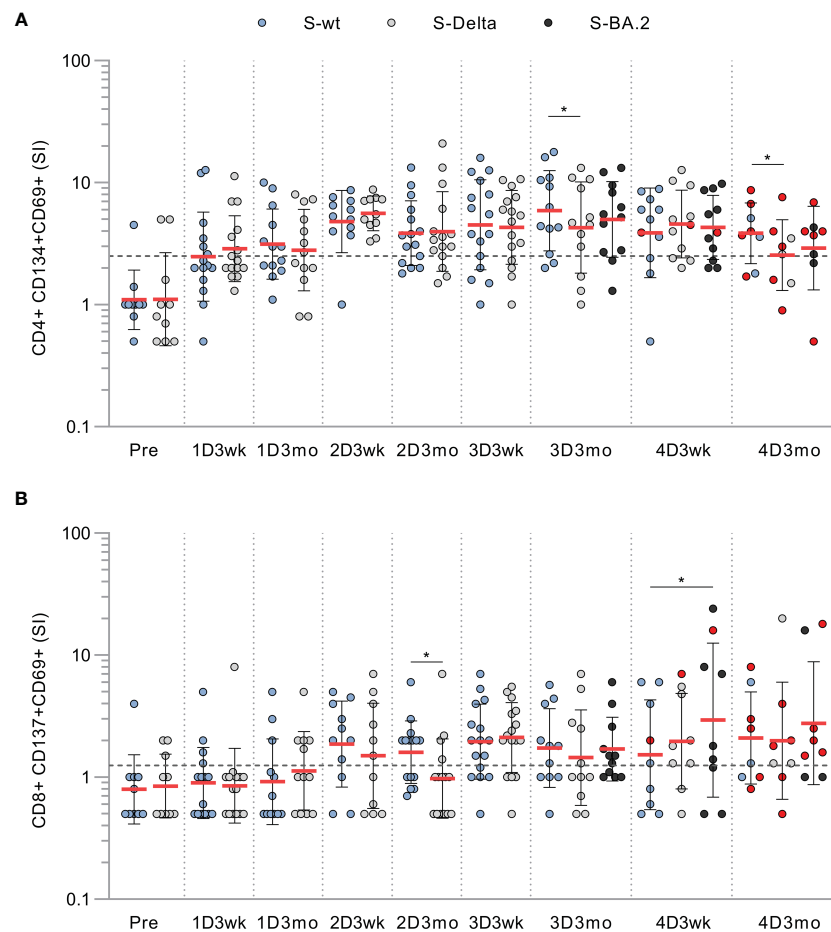 A
S-wt S-Delta S-BA.2
CD4+ CD134+CD69+ (SI)
100
10
1
0.1
*
*
Pre 1D3wk 1D3mo 2D3wk 2D3mo 3D3wk 3D3mo 4D3wk 4D3mo
B
CD8+ CD137+CD69+ (SI)
100
10
1
0.1
*
*
Pre 1D3wk 1D3mo 2D3wk 2D3mo 3D3wk 3D3mo 4D3wk 4D3mo